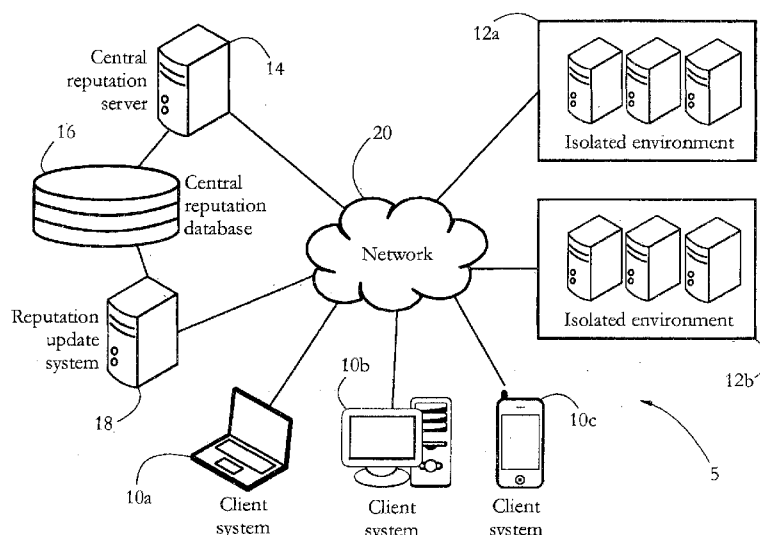 12a
14
Central
reputation
server
Isolated environment
16
20
Central
reputation
database
Network
Reputation
update
system
Isolated environment
12b
18
10b
10c
10a
5
Client
system
Client
system
Client
system